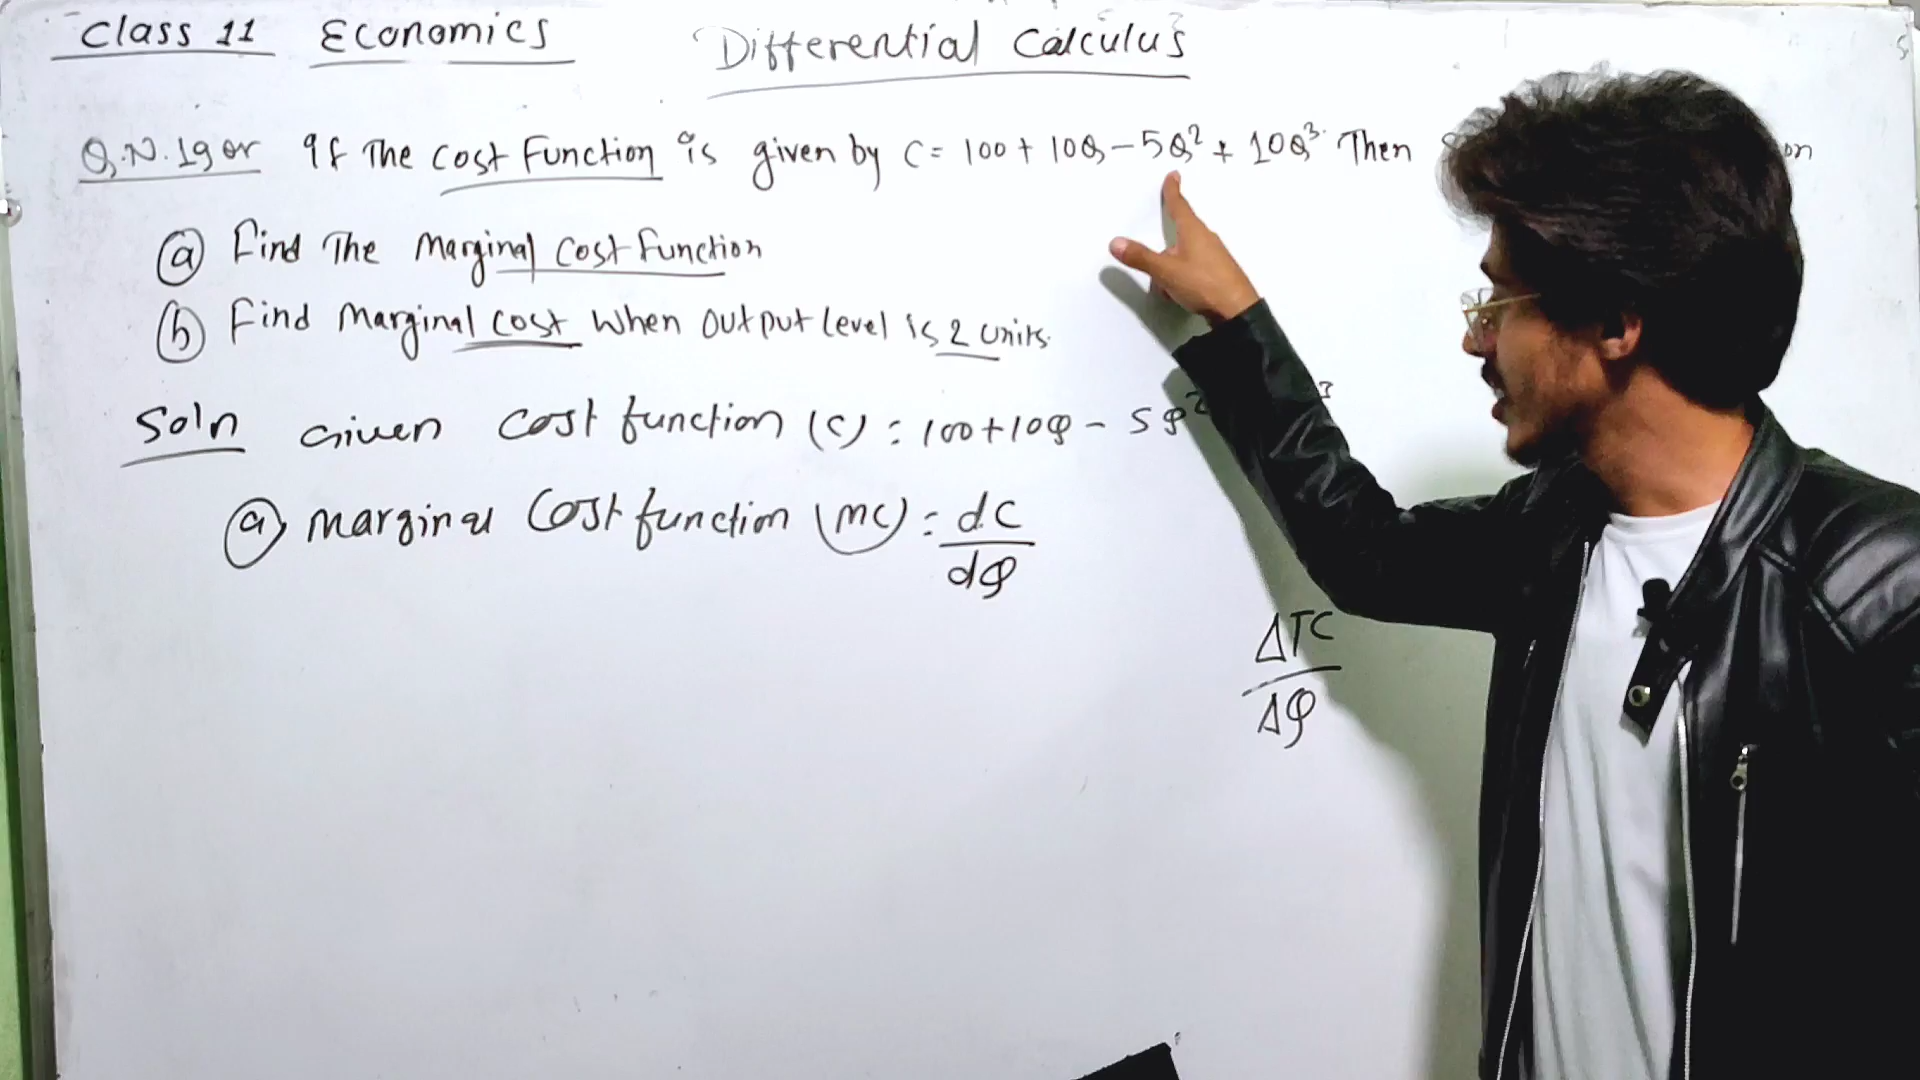 Class 11 Economics Differential Calculus
Q.N. 19 or If The Cost Function is given by C = 100 + 10Q - 5Q² + 10Q³. Then
(a) Find The Marginal Cost Function
(b) Find Marginal Cost When Output Level is 2 Units.
Soln Given Cost function (C) = 100 + 10Q - 5Q²
(a) Marginal Cost function (MC) = dC
dQ
ΔTC
ΔQ